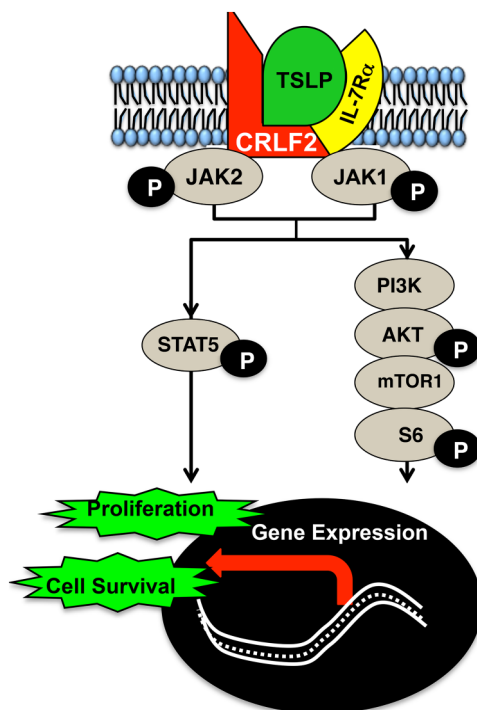 TSLP
IL-7Rα
CRLF2
P JAK2 JAK1 P
PI3K
STAT5 P
AKT P
mTOR1
S6 P
Proliferation
Gene Expression
Cell Survival